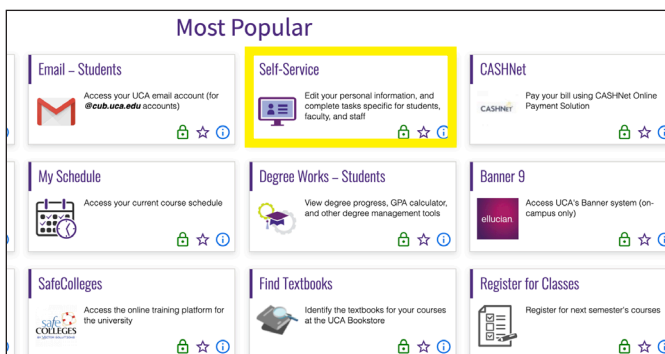 Most Popular
Email – Students
Access your UCA email account (for
@cub.uca.edu accounts)
Self-Service
Edit your personal information, and
complete tasks specific for students,
faculty, and staff
CASHNet
CASHNet
Pay your bill using CASHNet Online
Payment Solution
My Schedule
Access your current course schedule
Degree Works – Students
View degree progress, GPA calculator,
and other degree management tools
Banner 9
ellucian
Access UCA's Banner system (on-
campus only)
SafeColleges
safe
COLLEGES
Access the online training platform for
the university
Find Textbooks
Identify the textbooks for your courses
at the UCA Bookstore
Register for Classes
Register for next semester's courses